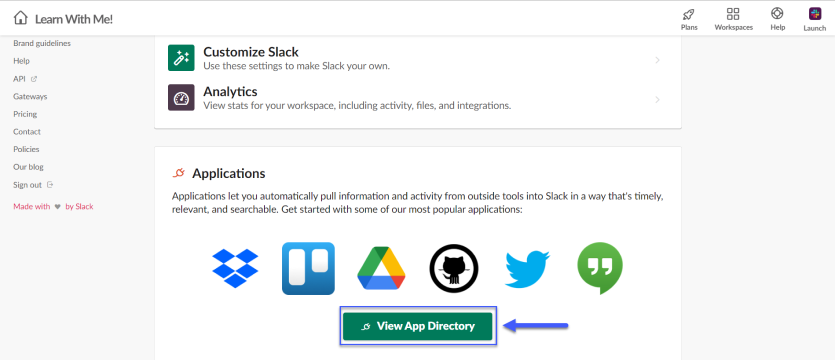 Learn With Me!
Plans
Workspaces
Help
Launch
Brand guidelines
Help
API
Gateways
Pricing
Contact
Policies
Our blog
Sign out
Made with ♥ by Slack
Customize Slack
Use these settings to make Slack your own.
Analytics
View stats for your workspace, including activity, files, and integrations.
Applications
Applications let you automatically pull information and activity from outside tools into Slack in a way that's timely,
relevant, and searchable. Get started with some of our most popular applications:
View App Directory